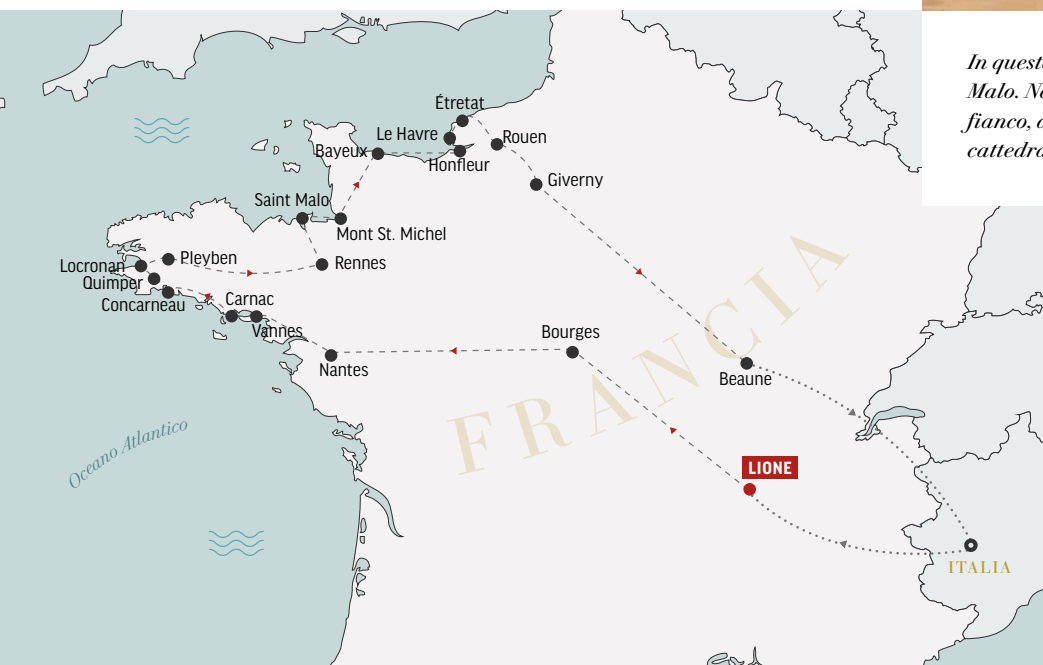 In quest
Malo. N
fianco,
cattedra
Étretat
Le Havre
Rouen
Bayeux
Honfleur
Giverny
Saint Malo
Mont St. Michel
Pleyben
Rennes
Locronan
Quimper
Concarneau
Carnac
Vannes
Bourges
Nantes
Beaune
FRANCIA
Oceano Atlantico
LIONE
ITALIA